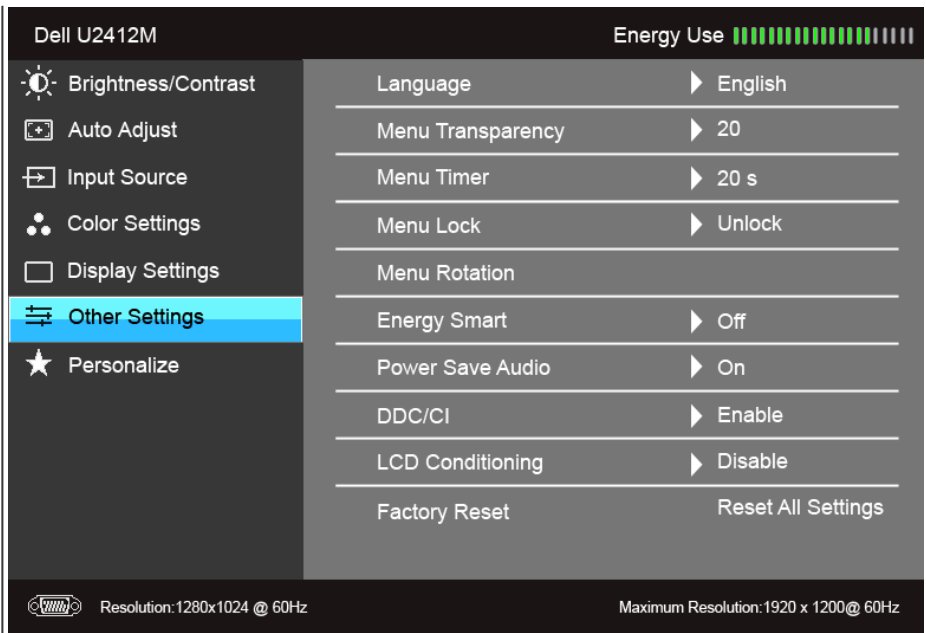 Dell U2412M
Energy Use
Brightness/Contrast
Auto Adjust
Input Source
Color Settings
Display Settings
Other Settings
Personalize
Language English
Menu Transparency 20
Menu Timer 20 s
Menu Lock Unlock
Menu Rotation
Energy Smart Off
Power Save Audio On
DDC/CI Enable
LCD Conditioning Disable
Factory Reset Reset All Settings
Resolution:1280x1024 @ 60Hz
Maximum Resolution:1920 x 1200@ 60Hz